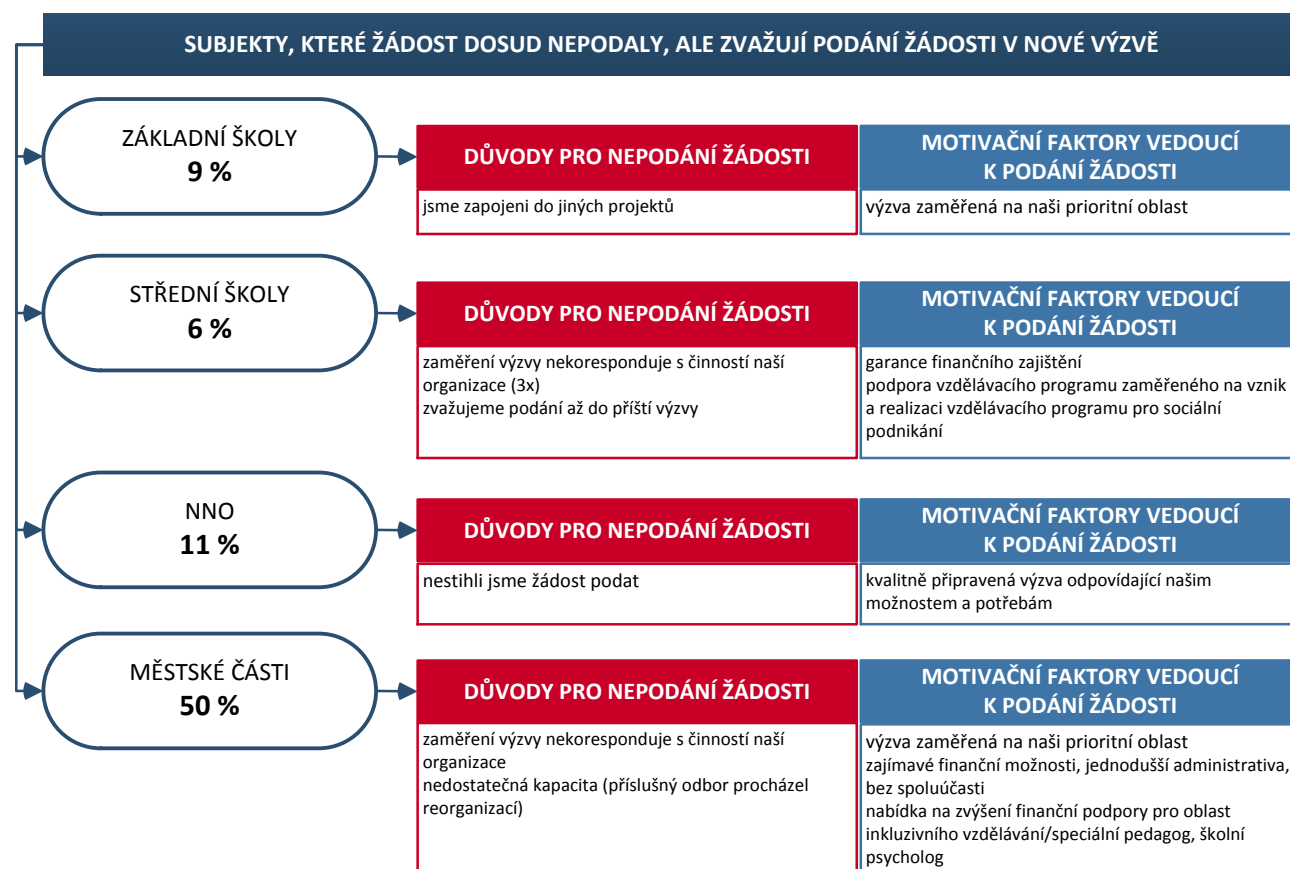 SUBJEKTY, KTERÉ ŽÁDOST DOSUD NEPODALY, ALE ZVAŽUJÍ PODÁNÍ ŽÁDOSTI V NOVÉ VÝZVĚ
ZÁKLADNÍ ŠKOLY
9 %
DŮVODY PRO NEPODÁNÍ ŽÁDOSTI
jsme zapojeni do jiných projektů
MOTIVAČNÍ FAKTORY VEDOUCÍ
K PODÁNÍ ŽÁDOSTI
výzva zaměřená na naši prioritní oblast
STŘEDNÍ ŠKOLY
6 %
DŮVODY PRO NEPODÁNÍ ŽÁDOSTI
zaměření výzvy nekoresponduje s činností naší
organizace (3x)
zvažujeme podání až do příští výzvy
MOTIVAČNÍ FAKTORY VEDOUCÍ
K PODÁNÍ ŽÁDOSTI
garance finančního zajištění
podpora vzdělávacího programu zaměřeného na vznik
a realizaci vzdělávacího programu pro sociální
podnikání
NNO
11 %
DŮVODY PRO NEPODÁNÍ ŽÁDOSTI
nestihli jsme žádost podat
MOTIVAČNÍ FAKTORY VEDOUCÍ
K PODÁNÍ ŽÁDOSTI
kvalitně připravená výzva odpovídající našim
možnostem a potřebám
MĚSTSKÉ ČÁSTI
50 %
DŮVODY PRO NEPODÁNÍ ŽÁDOSTI
zaměření výzvy nekoresponduje s činností naší
organizace
nedostatečná kapacita (příslušný odbor procházel
reorganizací)
MOTIVAČNÍ FAKTORY VEDOUCÍ
K PODÁNÍ ŽÁDOSTI
výzva zaměřená na naši prioritní oblast
zajímavé finanční možnosti, jednodušší administrativa,
bez spoluúčasti
nabídka na zvýšení finanční podpory pro oblast
inkluzivního vzdělávání/speciální pedagog, školní
psycholog